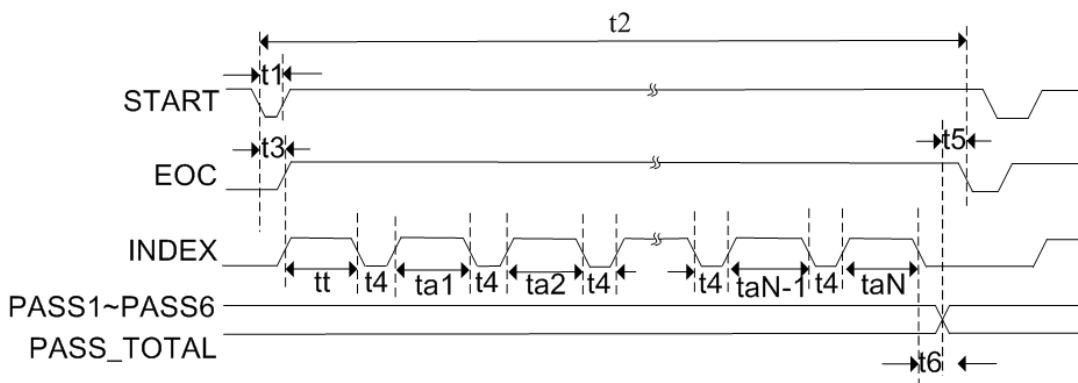 t2
t1
START
t3
t5
EOC
INDEX
tt t4 ta1 t4 ta2 t4 t4 taN-1 t4 taN
PASS1~PASS6
PASS_TOTAL
t6